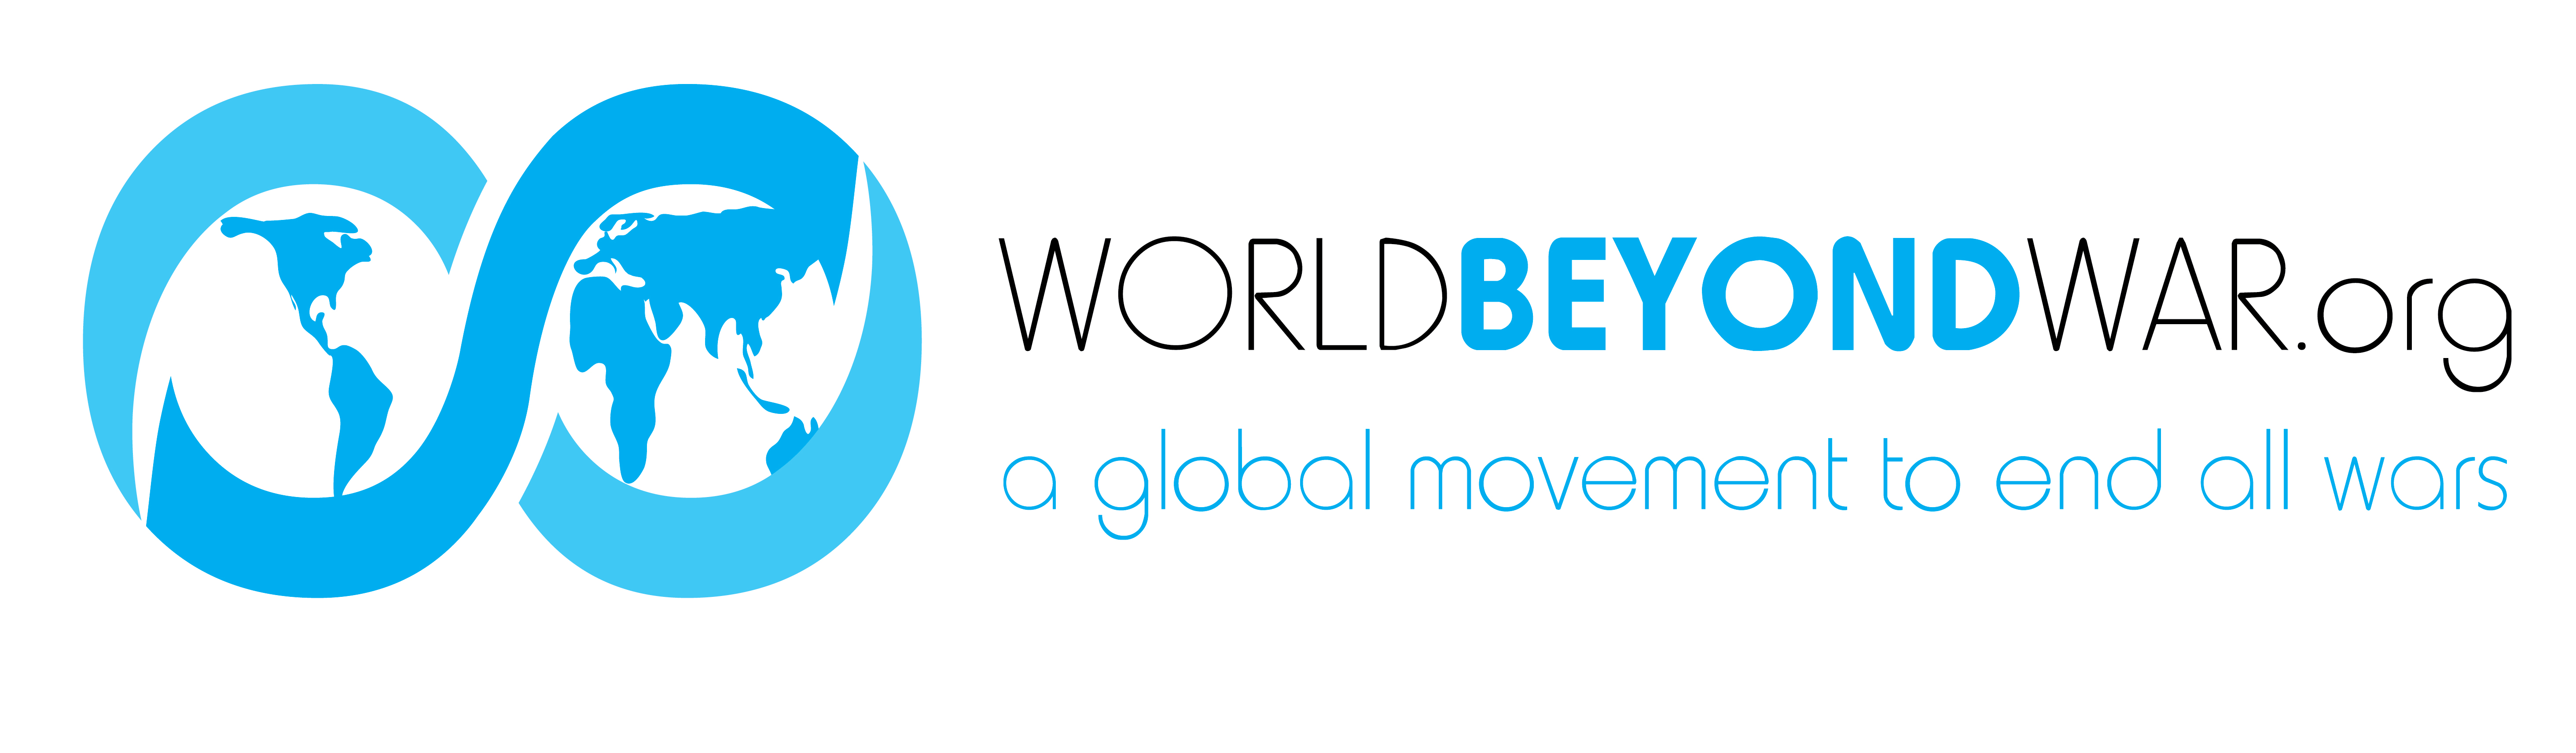 WORLDBEYONDWAR.org
a global movement to end all wars